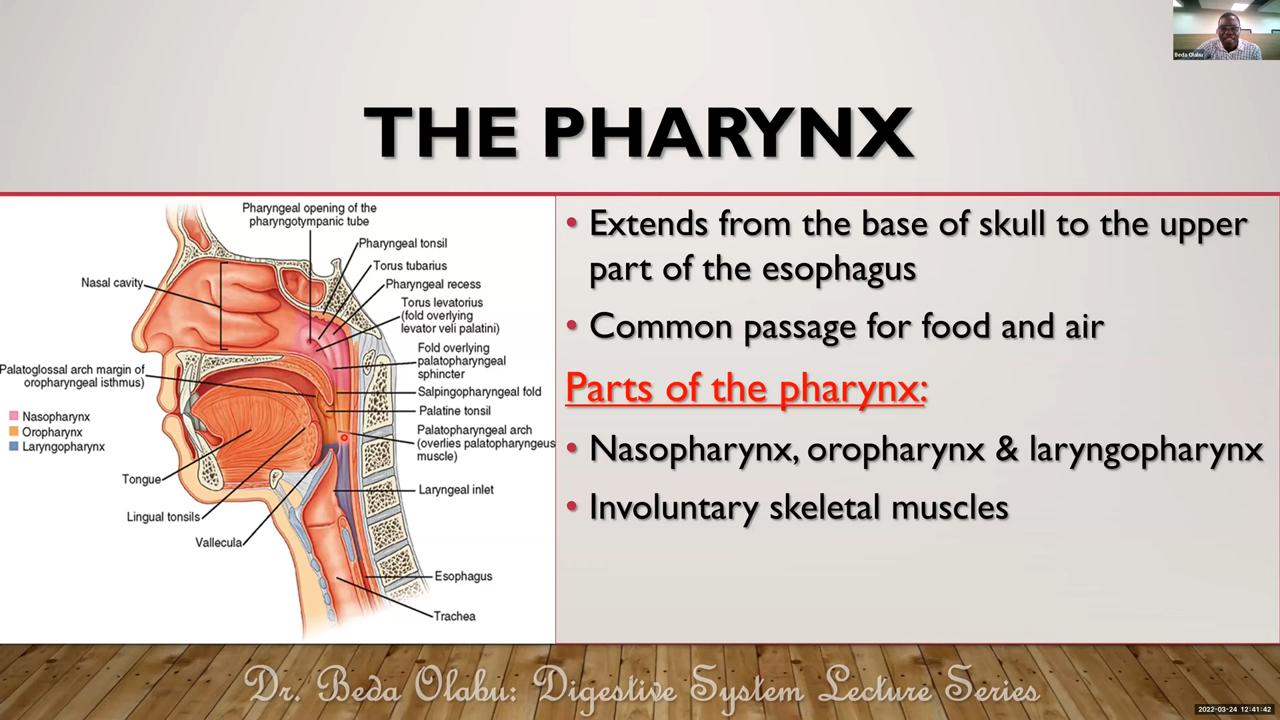 Beda Olabu
THE PHARYNX
Pharyngeal opening of the
pharyngotympanic tube
Pharyngeal tonsil
Torus tubarius
Pharyngeal recess
Torus levatorius
(fold overlying
levator veli palatini)
Fold overlying
palatopharyngeal
sphincter
Salpingopharyngeal fold
Palatine tonsil
Palatopharyngeal arch
(overlies palatopharyngeus
muscle)
Laryngeal inlet
Esophagus
Trachea
Nasal cavity
Palatoglossal arch margin of
oropharyngeal isthmus)
Nasopharynx
Oropharynx
Laryngopharynx
Tongue
Lingual tonsils
Vallecula
• Extends from the base of skull to the upper
part of the esophagus
• Common passage for food and air
Parts of the pharynx:
• Nasopharynx, oropharynx & laryngopharynx
• Involuntary skeletal muscles
Dr. Beda Olabu: Digestive System Lecture Series
2022-03-24 12:41:42